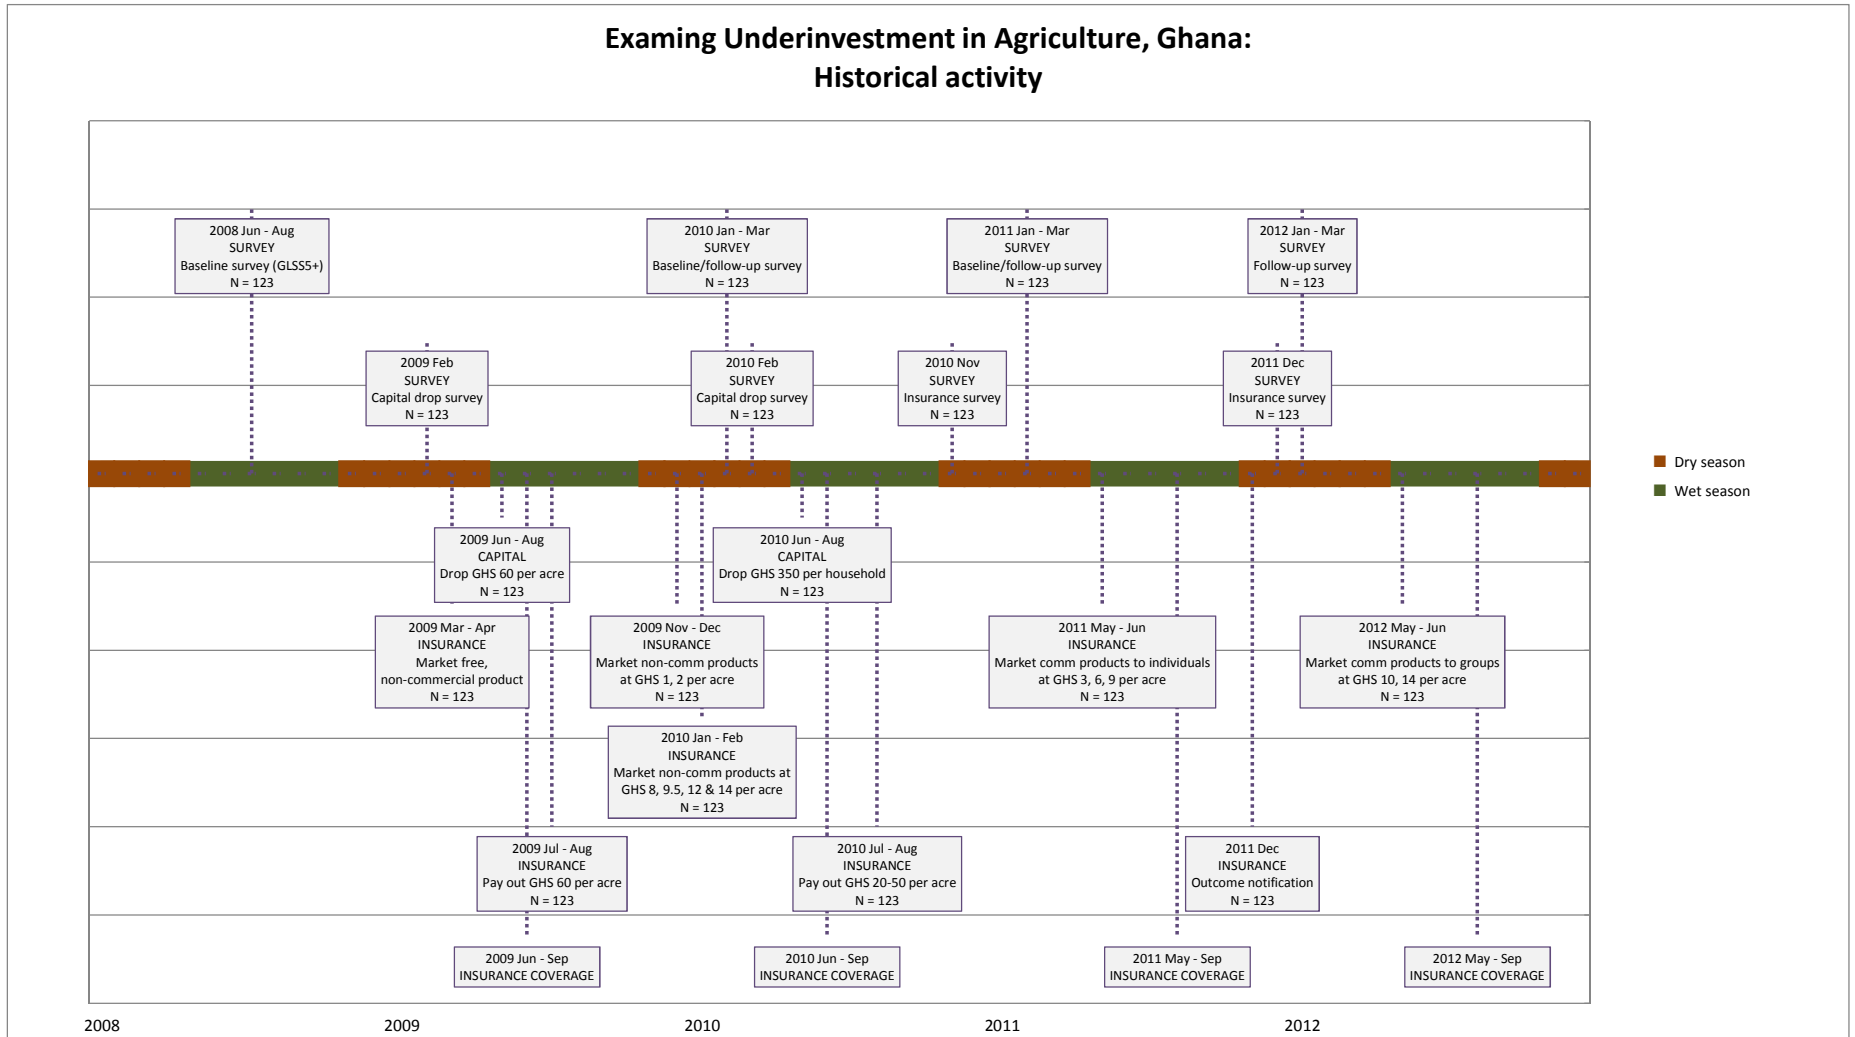 Examing Underinvestment in Agriculture, Ghana:
Historical activity
2008 Jun - Aug
SURVEY
Baseline survey (GLSS5+)
N = 123
2010 Jan - Mar
SURVEY
Baseline/follow-up survey
N = 123
2011 Jan - Mar
SURVEY
Baseline/follow-up survey
N = 123
2012 Jan - Mar
SURVEY
Follow-up survey
N = 123
2009 Feb
SURVEY
Capital drop survey
N = 123
2010 Feb
SURVEY
Capital drop survey
N = 123
2010 Nov
SURVEY
Insurance survey
N = 123
2011 Dec
SURVEY
Insurance survey
N = 123
Dry season
Wet season
2009 Jun - Aug
CAPITAL
Drop GHS 60 per acre
N = 123
2010 Jun - Aug
CAPITAL
Drop GHS 350 per household
N = 123
2009 Mar - Apr
INSURANCE
Market free,
non-commercial product
N = 123
2009 Nov - Dec
INSURANCE
Market non-comm products
at GHS 1, 2 per acre
N = 123
2011 May - Jun
INSURANCE
Market comm products to individuals
at GHS 3, 6, 9 per acre
N = 123
2012 May - Jun
INSURANCE
Market comm products to groups
at GHS 10, 14 per acre
N = 123
2010 Jan - Feb
INSURANCE
Market non-comm products at
GHS 8, 9.5, 12 & 14 per acre
N = 123
2009 Jul - Aug
INSURANCE
Pay out GHS 60 per acre
N = 123
2010 Jul - Aug
INSURANCE
Pay out GHS 20-50 per acre
N = 123
2011 Dec
INSURANCE
Outcome notification
N = 123
2009 Jun - Sep
INSURANCE COVERAGE
2010 Jun - Sep
INSURANCE COVERAGE
2011 May - Sep
INSURANCE COVERAGE
2012 May - Sep
INSURANCE COVERAGE
2008
2009
2010
2011
2012